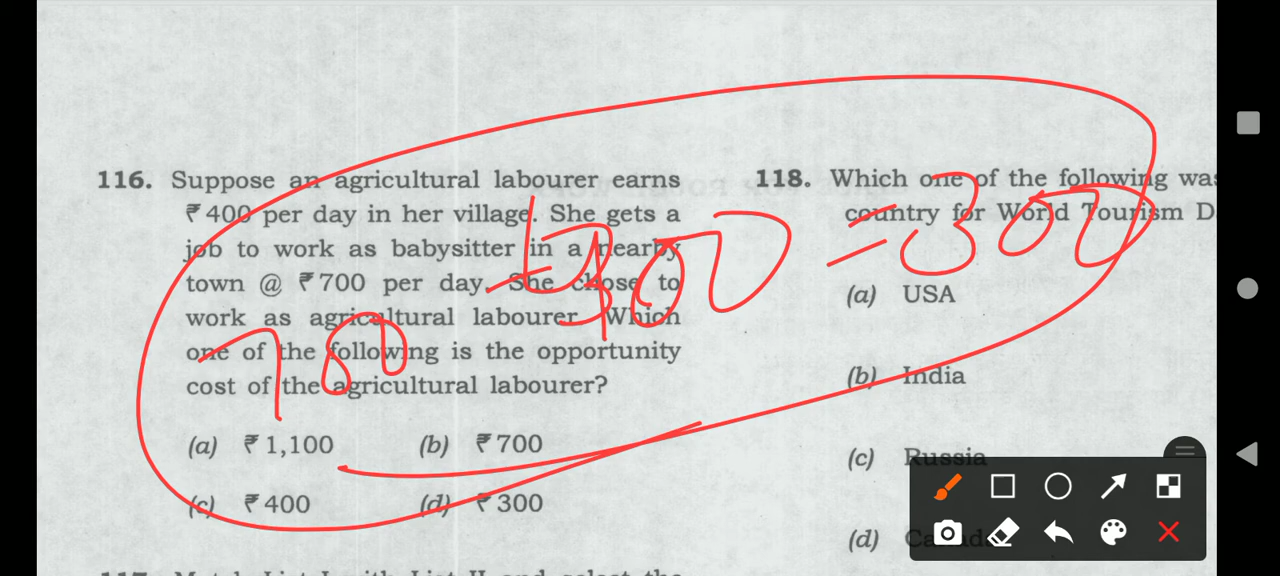 116. Suppose an agricultural labourer earns
₹ 400 per day in her village. She gets a
job to work as babysitter in a nearby
town @ ₹ 700 per day. She chose to
work as agricultural labourer. Which
one of the following is the opportunity
cost of the agricultural labourer?
(a) ₹ 1,100 (b) ₹ 700
(c) ₹ 400 (d) ₹ 300
700 - 400 = 300
118. Which one of the following was
country for World Tourism D
(a) USA
(b) India
(c) Russia
(d)